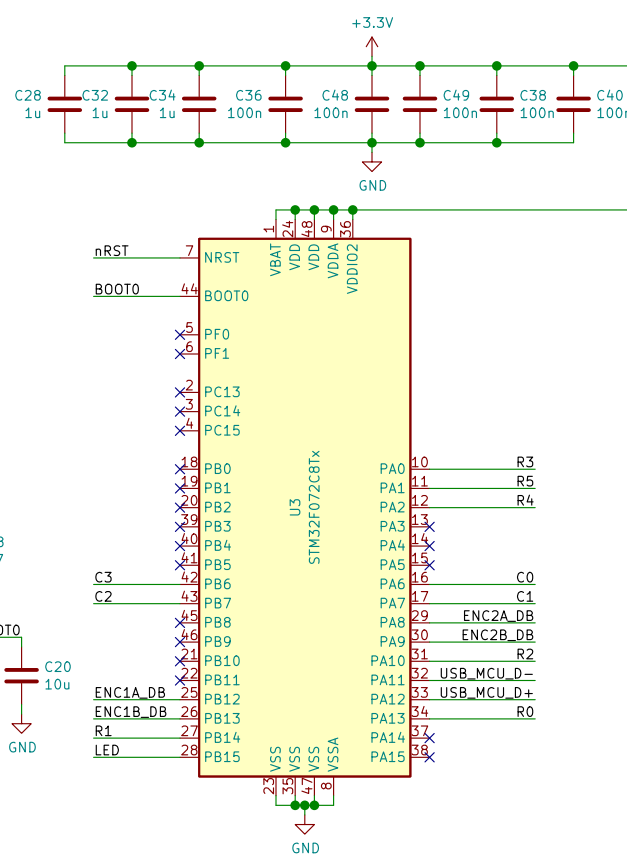 +3.3V
C28 C32 C34 C36 C48 C49 C38 C40
1u 1u 1u 100n 100n 100n 100n 100n
GND
1 24 48 9 36
VBAT VDD VDD VDDA VDDIO2
nRST 7 NRST
BOOT0 44 BOOT0
5 PF0
6 PF1
2 PC13
3 PC14
4 PC15
18 PB0 PA0 10 R3
19 PB1 PA1 11 R5
20 PB2 PA2 12 R4
39 PB3 PA3 13
40 PB4 PA4 14
41 PB5 PA5 15
C3 42 PB6 PA6 16 C0
C2 43 PB7 PA7 17 C1
45 PB8 PA8 29 ENC2A_DB
46 PB9 PA9 30 ENC2B_DB
21 PB10 PA10 31 R2
22 PB11 PA11 32 USB_MCU_D-
ENC1A_DB 25 PB12 PA12 33 USB_MCU_D+
ENC1B_DB 26 PB13 PA13 34 R0
R1 27 PB14 PA14 37
LED 28 PB15 PA15 38
U3
STM32F072C8Tx
VSS VSS VSS VSSA
23 35 47 8
GND
OT0
C20
10u
GND